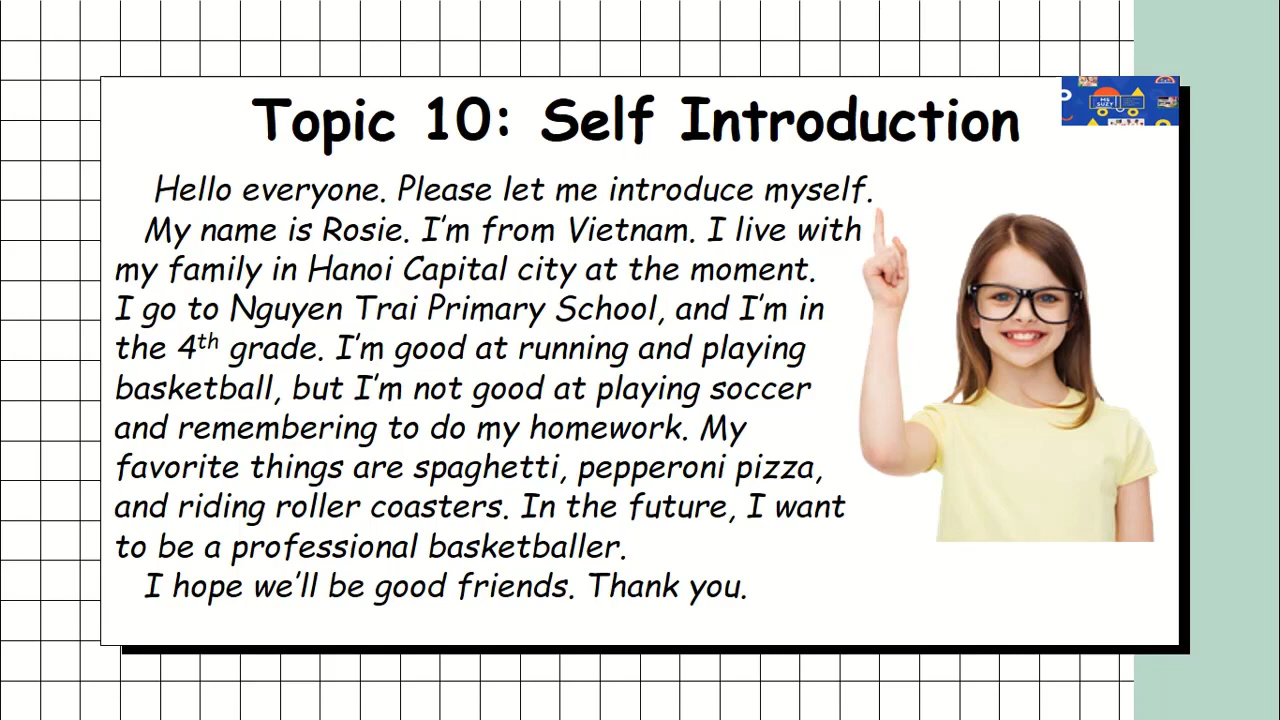 Topic 10: Self Introduction
MS SUZY
Hello everyone. Please let me introduce myself.
My name is Rosie. I’m from Vietnam. I live with
my family in Hanoi Capital city at the moment.
I go to Nguyen Trai Primary School, and I’m in
the 4th grade. I’m good at running and playing
basketball, but I’m not good at playing soccer
and remembering to do my homework. My
favorite things are spaghetti, pepperoni pizza,
and riding roller coasters. In the future, I want
to be a professional basketballer.
I hope we’ll be good friends. Thank you.